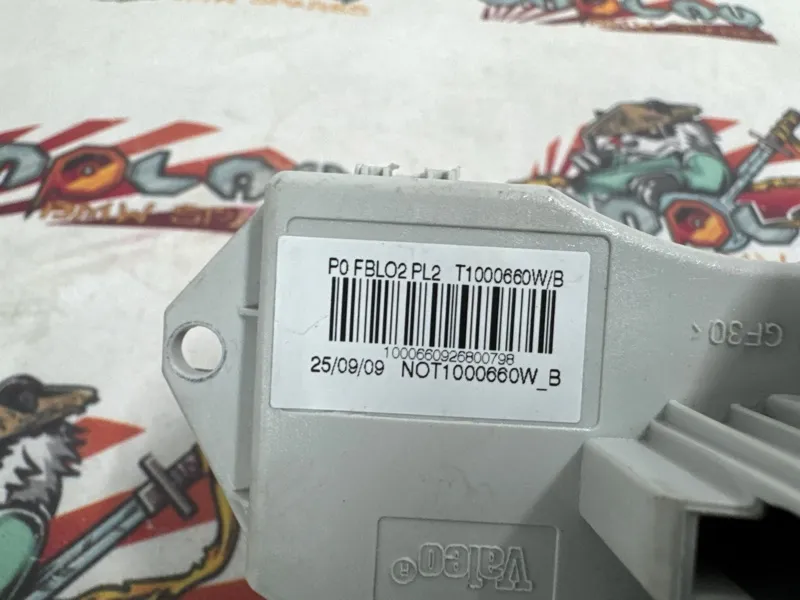 P0 FBLO2 PL2 T1000660W/B
1000660926800798
25/09/09 NOT1000660W_B
GF30 <
Valeo